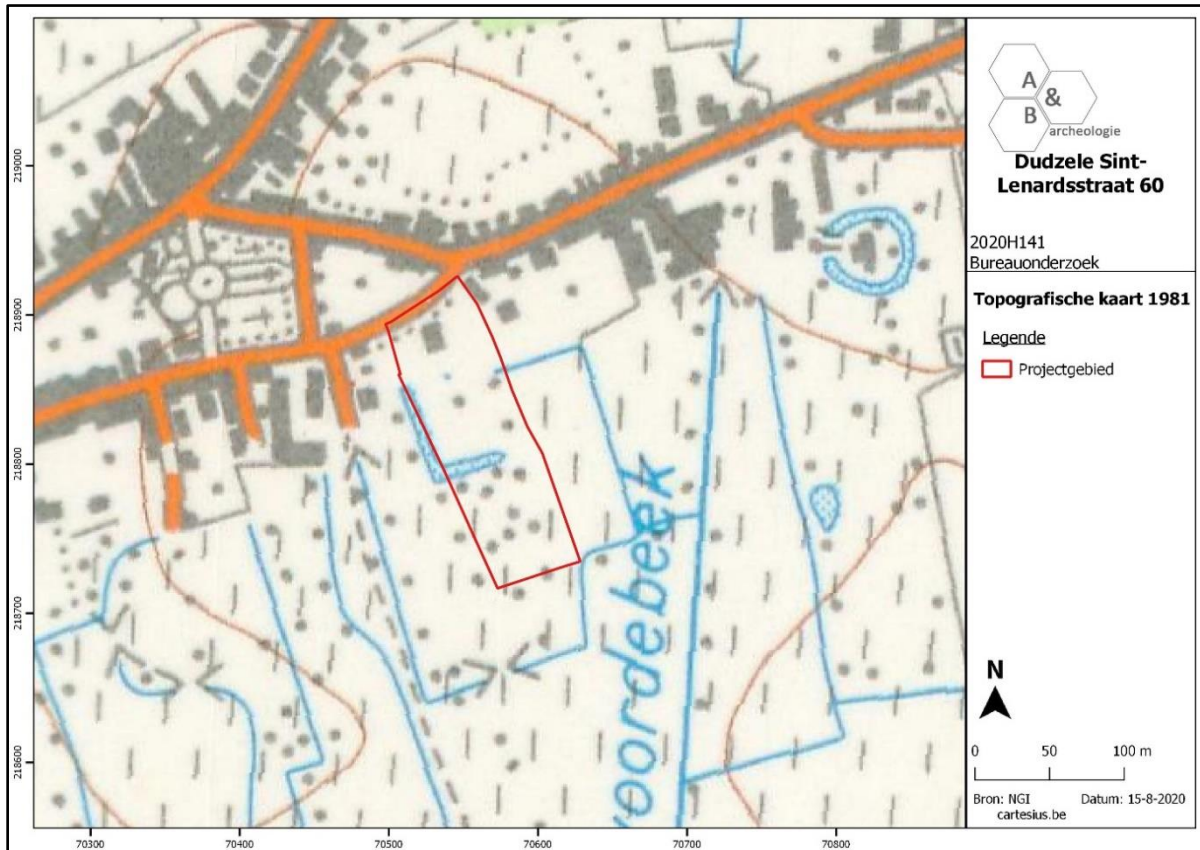 A
&
B
archeologie
Dudzele Sint-
Lenardsstraat 60
2020H141
Bureauonderzoek
Topografische kaart 1981
Legende
Projectgebied
N
0 50 100 m
Bron: NGI Datum: 15-8-2020
cartesius.be
219000
218900
218800
218700
218600
70300 70400 70500 70600 70700 70800
voordebeek